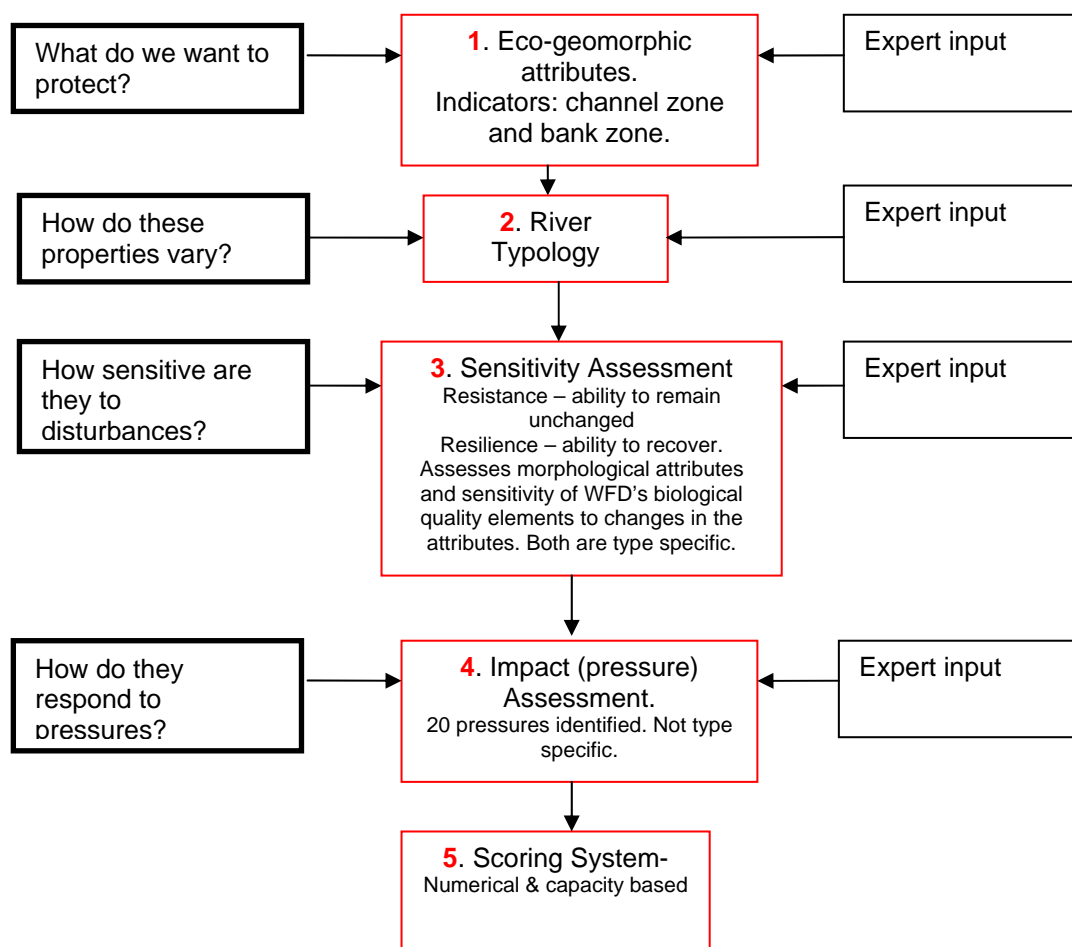 What do we want to
protect?
1. Eco-geomorphic
attributes.
Indicators: channel zone
and bank zone.
Expert input
How do these
properties vary?
2. River
Typology
Expert input
How sensitive are
they to
disturbances?
3. Sensitivity Assessment
Resistance – ability to remain
unchanged
Resilience – ability to recover.
Assesses morphological attributes
and sensitivity of WFD's biological
quality elements to changes in the
attributes. Both are type specific.
Expert input
How do they
respond to
pressures?
4. Impact (pressure)
Assessment.
20 pressures identified. Not type
specific.
Expert input
5. Scoring System-
Numerical & capacity based